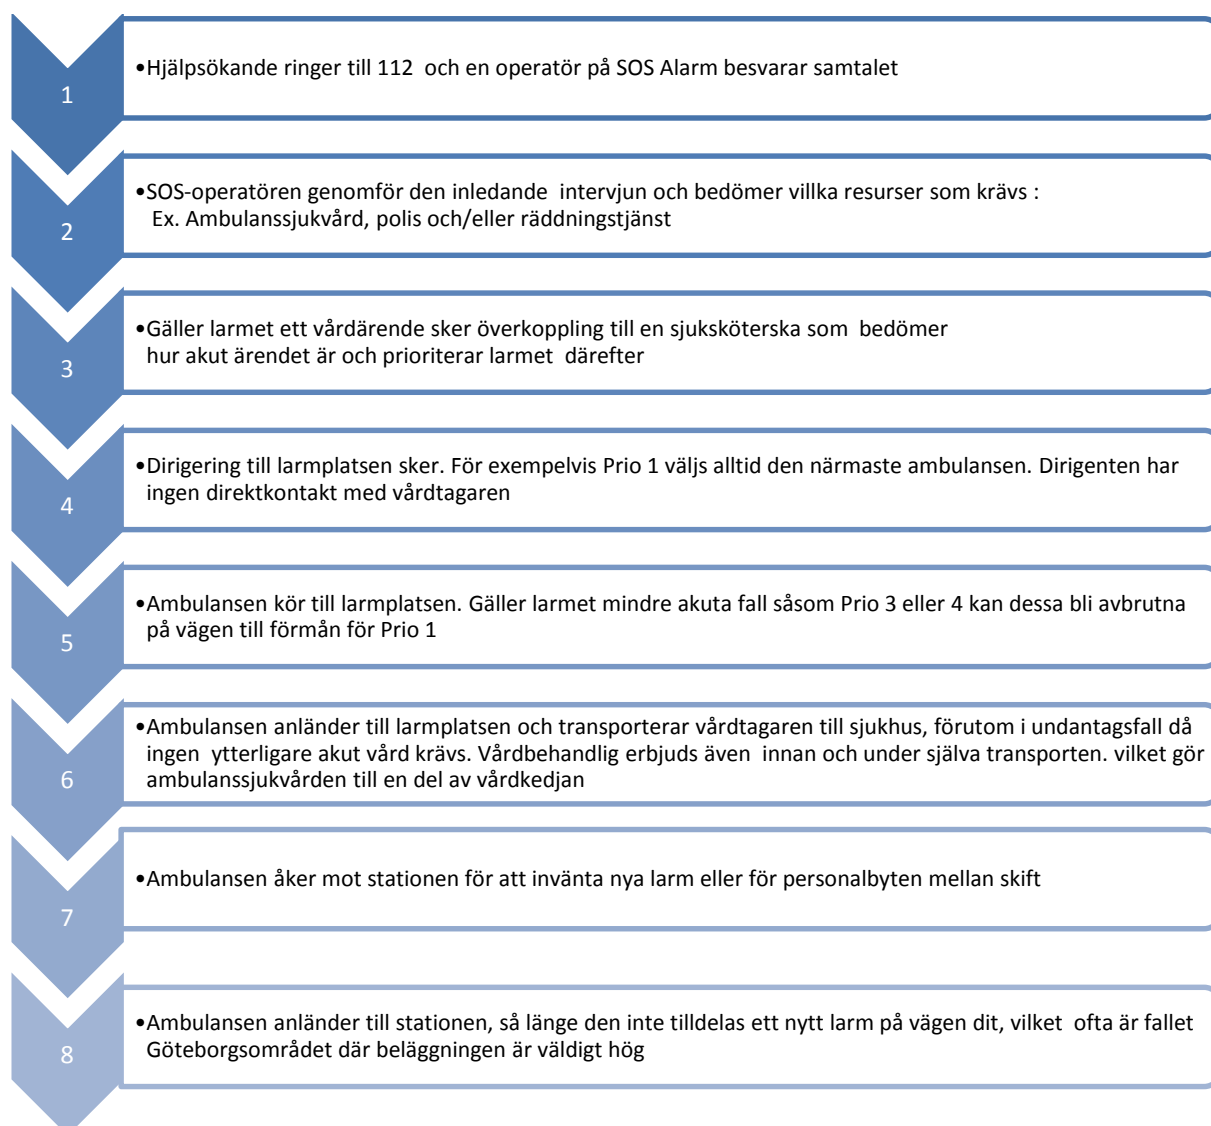 1
•Hjälpsökande ringer till 112 och en operatör på SOS Alarm besvarar samtalet
2
•SOS-operatören genomför den inledande intervjun och bedömer villka resurser som krävs :
Ex. Ambulanssjukvård, polis och/eller räddningstjänst
3
•Gäller larmet ett vårdärende sker överkoppling till en sjuksköterska som bedömer
hur akut ärendet är och prioriterar larmet därefter
4
•Dirigering till larmplatsen sker. För exempelvis Prio 1 väljs alltid den närmaste ambulansen. Dirigenten har
ingen direktkontakt med vårdtagaren
5
•Ambulansen kör till larmplatsen. Gäller larmet mindre akuta fall såsom Prio 3 eller 4 kan dessa bli avbrutna
på vägen till förmån för Prio 1
6
•Ambulansen anländer till larmplatsen och transporterar vårdtagaren till sjukhus, förutom i undantagsfall då
ingen ytterligare akut vård krävs. Vårdbehandlig erbjuds även innan och under själva transporten. vilket gör
ambulanssjukvården till en del av vårdkedjan
7
•Ambulansen åker mot stationen för att invänta nya larm eller för personalbyten mellan skift
8
•Ambulansen anländer till stationen, så länge den inte tilldelas ett nytt larm på vägen dit, vilket ofta är fallet
Göteborgsområdet där beläggningen är väldigt hög